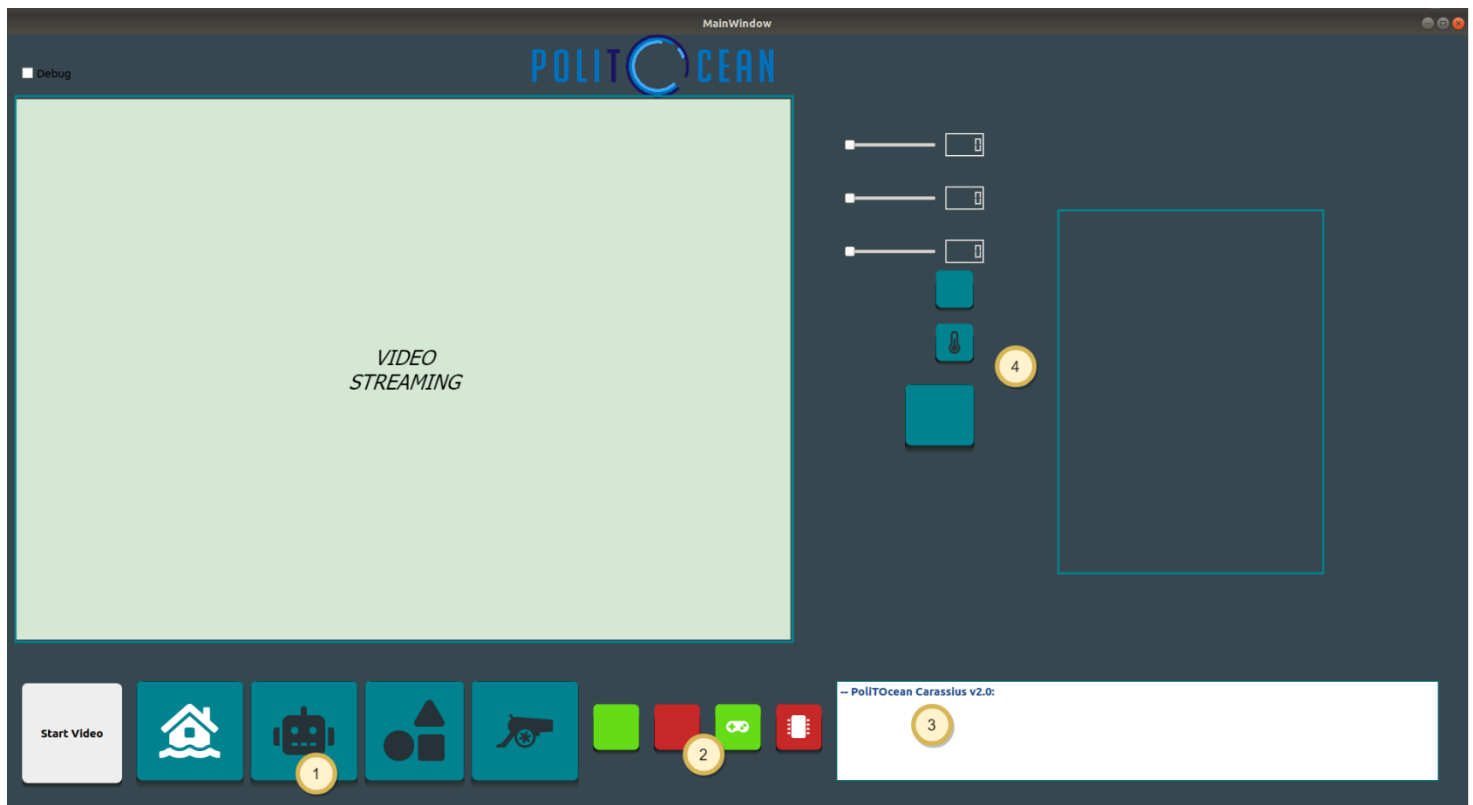 MainWindow
Debug
POLITOCEAN
0
0
0
VIDEO
STREAMING
4
Start Video
1
2
-- PoliTOcean Carassius v2.0:
3